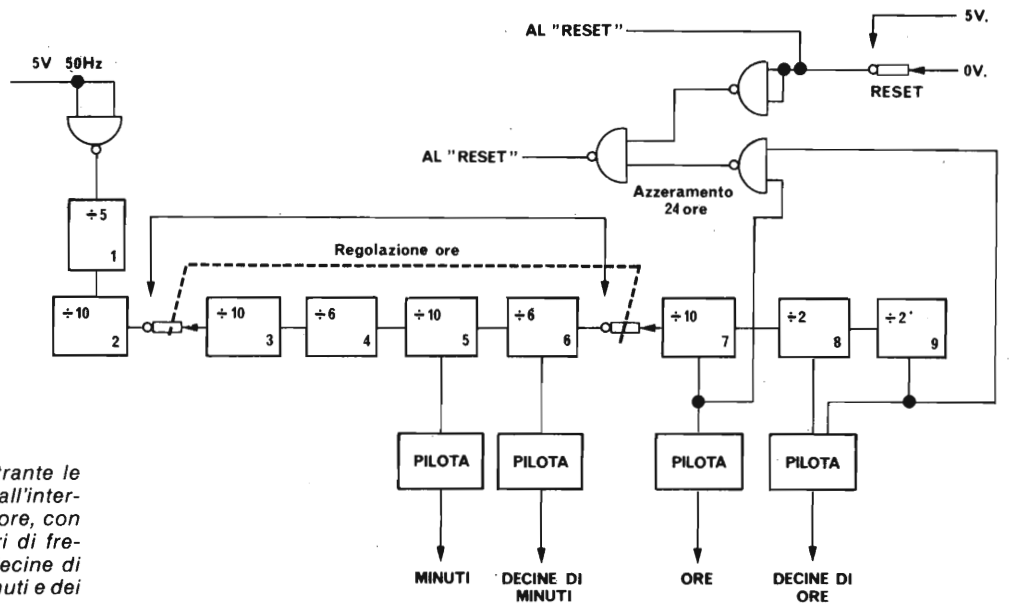 5V.
AL "RESET"
5V 50Hz
0V.
RESET
AL "RESET"
Azzeramento
24 ore
÷5
1
Regolazione ore
÷10
2
÷10
3
÷6
4
÷10
5
÷6
6
÷10
7
÷2
8
÷2
9
PILOTA
PILOTA
PILOTA
PILOTA
MINUTI
DECINE DI
MINUTI
ORE
DECINE DI
ORE
trante le
all'inter-
ore, con
ri di fre-
ecine di
nuti e dei